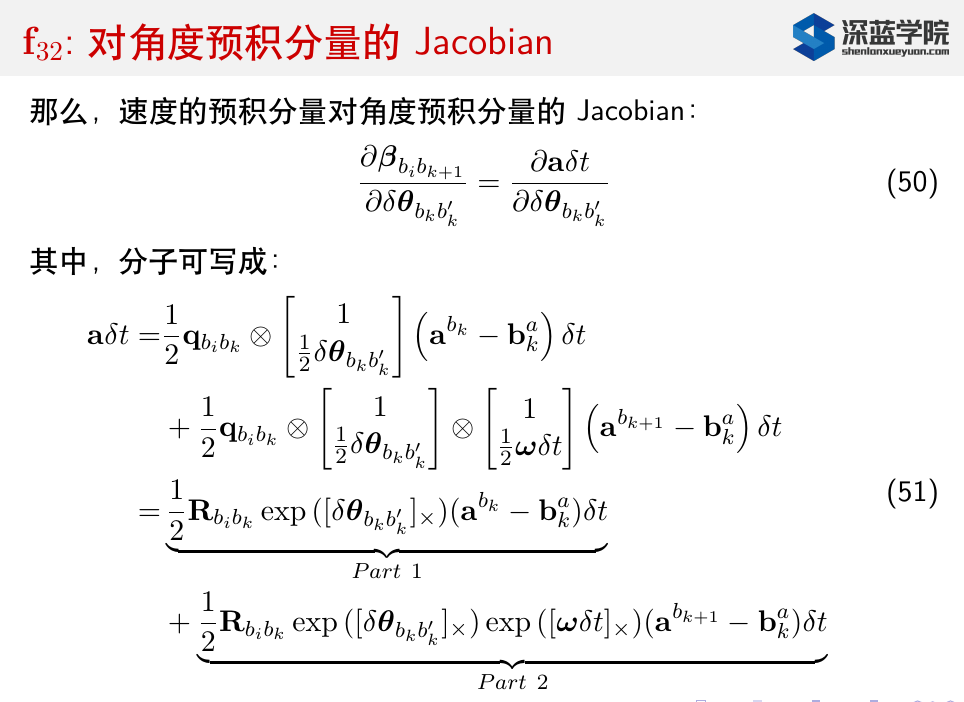 f₃₂: 对角度预积分量的 Jacobian
深蓝学院
shenlanxueyuan.com
那么，速度的预积分量对角度预积分量的 Jacobian：
\frac{\partial \boldsymbol{\beta}_{b_i b_{k+1}}}{\partial \delta \boldsymbol{\theta}_{b_k b_k'}} = \frac{\partial \mathbf{a} \delta t}{\partial \delta \boldsymbol{\theta}_{b_k b_k'}} (50)
其中，分子可写成：
\mathbf{a}\delta t = \frac{1}{2} \mathbf{q}_{b_i b_k} \otimes \begin{bmatrix} 1 \\ \frac{1}{2} \delta \boldsymbol{\theta}_{b_k b_k'} \end{bmatrix} \left( \mathbf{a}^{b_k} - \mathbf{b}_k^a \right) \delta t
+ \frac{1}{2} \mathbf{q}_{b_i b_k} \otimes \begin{bmatrix} 1 \\ \frac{1}{2} \delta \boldsymbol{\theta}_{b_k b_k'} \end{bmatrix} \otimes \begin{bmatrix} 1 \\ \frac{1}{2} \boldsymbol{\omega} \delta t \end{bmatrix} \left( \mathbf{a}^{b_{k+1}} - \mathbf{b}_k^a \right) \delta t
= \underbrace{\frac{1}{2} \mathbf{R}_{b_i b_k} \exp \left( [\delta \boldsymbol{\theta}_{b_k b_k'}]_\times \right) (\mathbf{a}^{b_k} - \mathbf{b}_k^a) \delta t}_{Part\ 1} (51)
+ \underbrace{\frac{1}{2} \mathbf{R}_{b_i b_k} \exp \left( [\delta \boldsymbol{\theta}_{b_k b_k'}]_\times \right) \exp \left( [\boldsymbol{\omega} \delta t]_\times \right) (\mathbf{a}^{b_{k+1}} - \mathbf{b}_k^a) \delta t}_{Part\ 2}